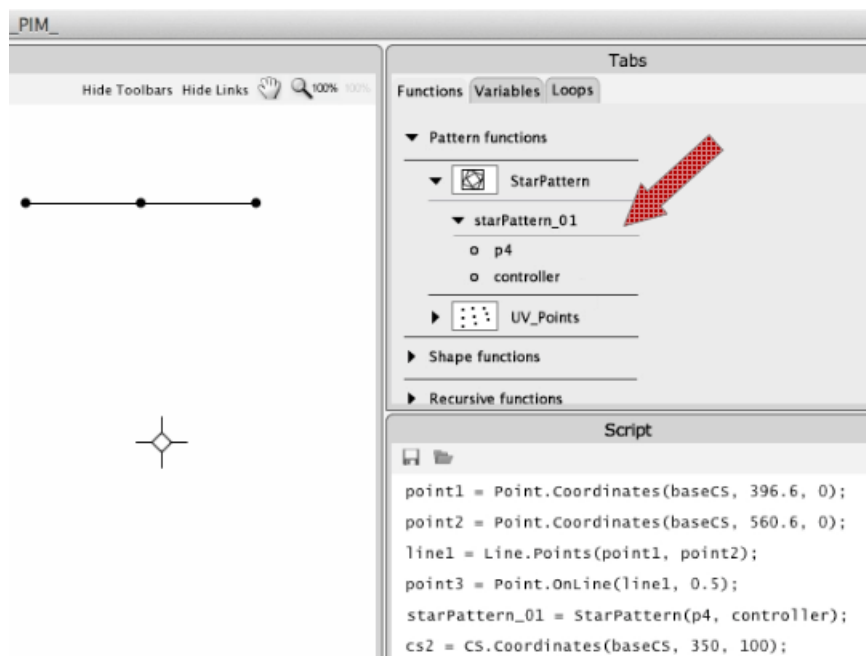 _PIM_
Tabs
Hide Toolbars Hide Links 100% 100%
Functions Variables Loops
Pattern functions
StarPattern
starPattern_01
p4
controller
UV_Points
Shape functions
Recursive functions
Script
point1 = Point.Coordinates(baseCS, 396.6, 0);
point2 = Point.Coordinates(baseCS, 560.6, 0);
line1 = Line.Points(point1, point2);
point3 = Point.OnLine(line1, 0.5);
starPattern_01 = StarPattern(p4, controller);
cs2 = CS.Coordinates(baseCS, 350, 100);